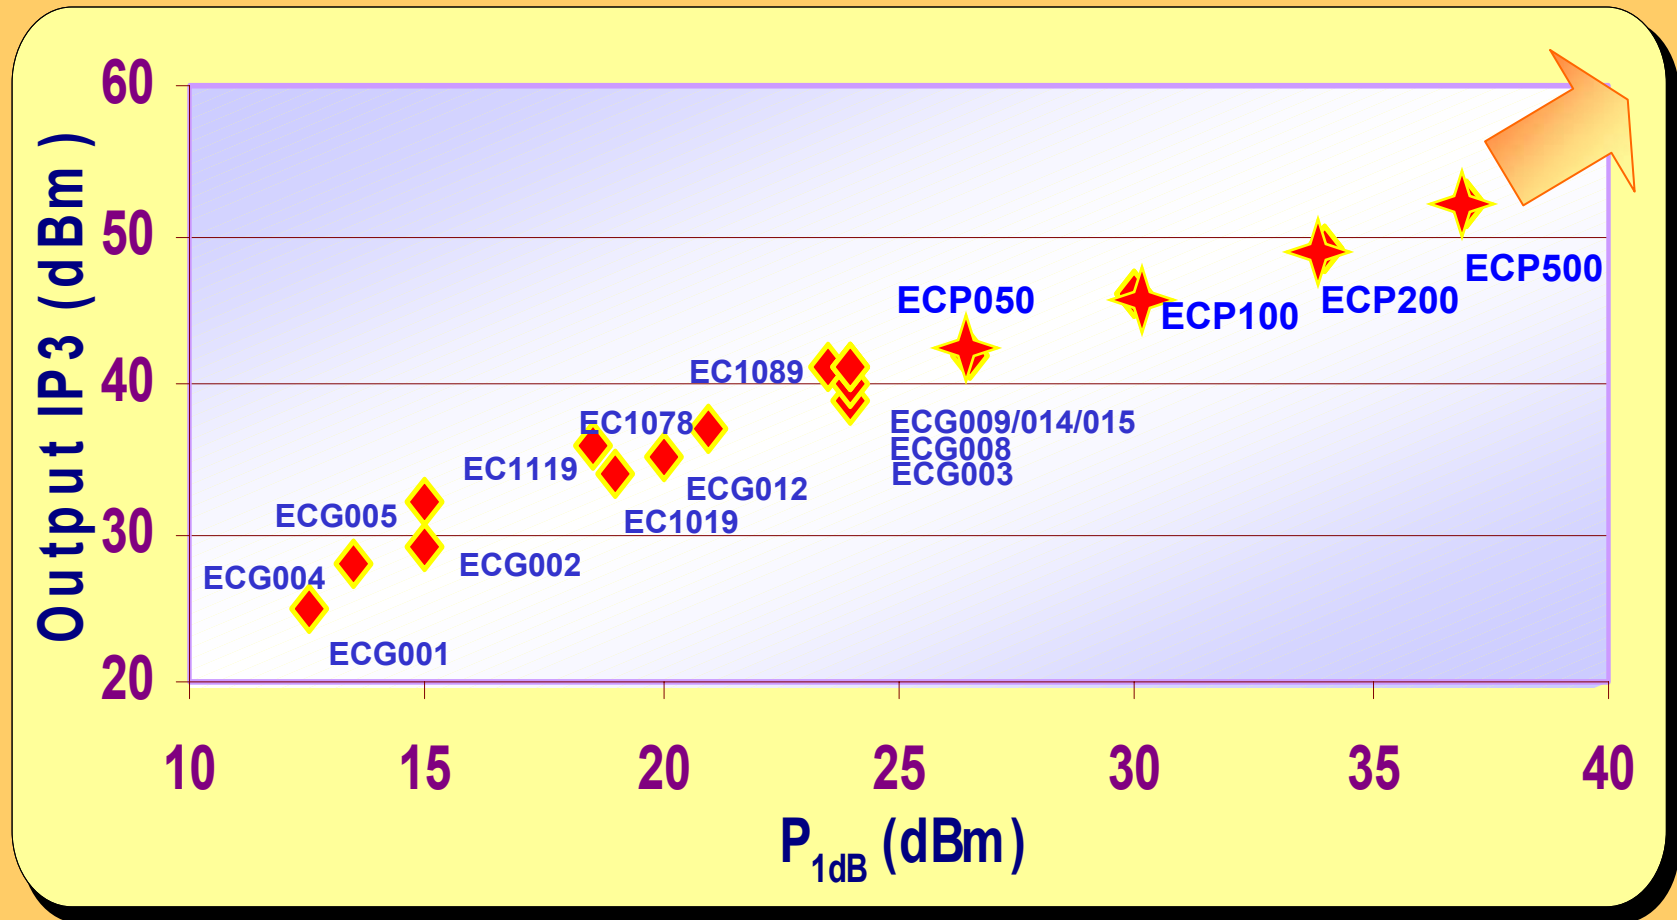 60
50
40
30
20
Output IP3 (dBm)
ECP500
ECP050
ECP200
ECP100
EC1089
EC1078
ECG009/014/015
ECG008
ECG003
EC1119
ECG012
ECG005
EC1019
ECG002
ECG004
ECG001
10 15 20 25 30 35 40
P1dB (dBm)